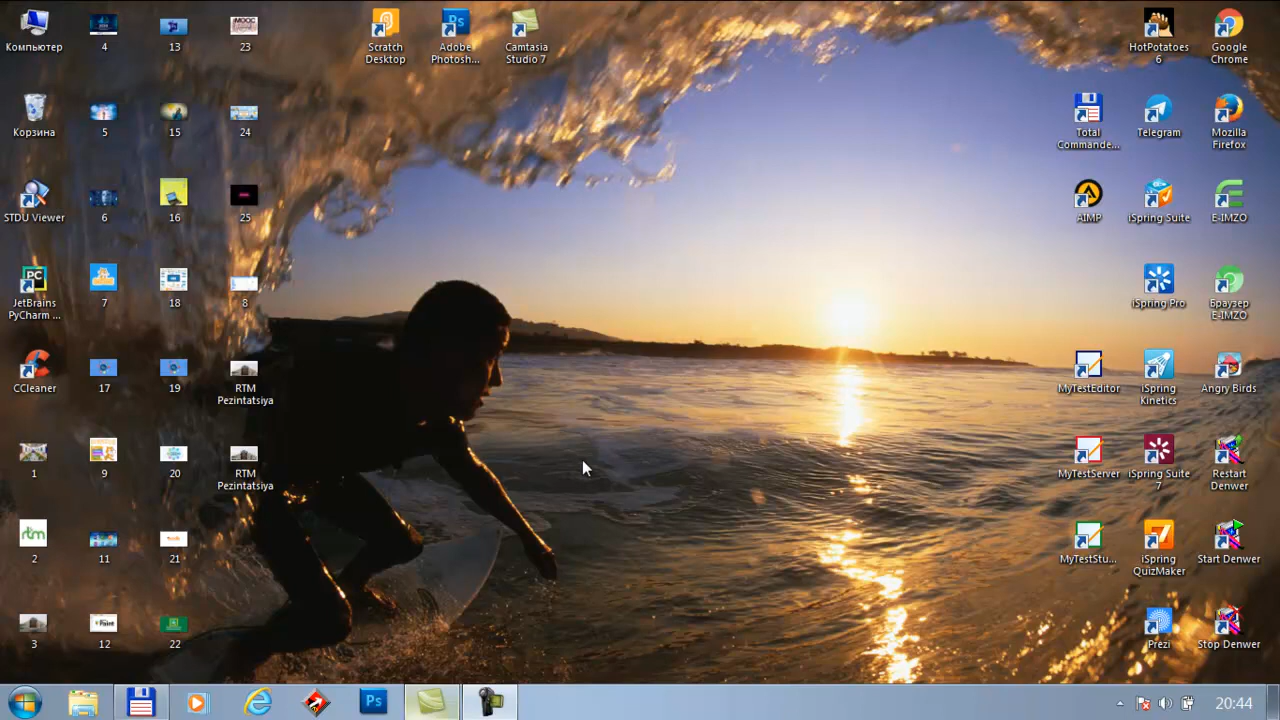 Компьютер
4
13
23
Scratch
Desktop
Adobe
Photosh...
Camtasia
Studio 7
HotPotatoes
6
Google
Chrome
Корзина
5
15
24
Total
Commande...
Telegram
Mozilla
Firefox
STDU Viewer
6
16
25
AIMP
iSpring Suite
E-IMZO
JetBrains
PyCharm ...
7
18
8
iSpring Pro
Браузер
E-IMZO
CCleaner
17
19
RTM
Pezintatsiya
MyTestEditor
iSpring
Kinetics
Angry Birds
1
9
20
RTM
Pezintatsiya
MyTestServer
iSpring Suite
7
Restart
Denwer
2
11
21
MyTestStu...
iSpring
QuizMaker
Start Denwer
3
12
22
Prezi
Stop Denwer
Ps
20:44